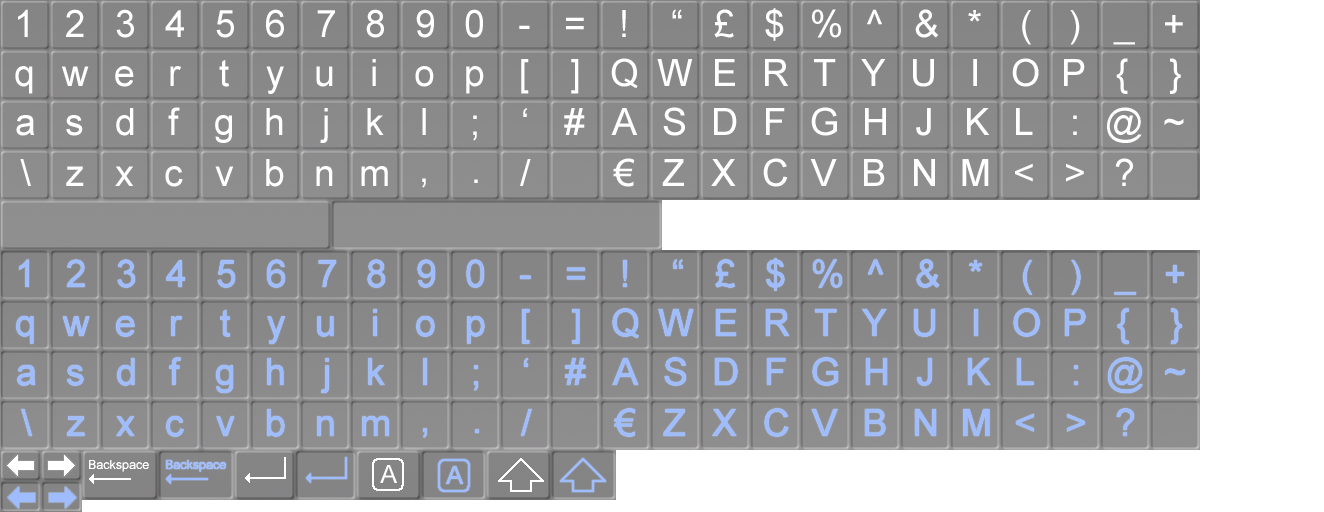 1 2 3 4 5 6 7 8 9 0 - = ! “ £ $ % ^ & * ( ) _ +
q w e r t y u i o p [ ] Q W E R T Y U I O P { }
a s d f g h j k l ; ‘ # A S D F G H J K L : @ ~
\ z x c v b n m , . / € Z X C V B N M < > ?
1 2 3 4 5 6 7 8 9 0 - = ! “ £ $ % ^ & * ( ) _ +
q w e r t y u i o p [ ] Q W E R T Y U I O P { }
a s d f g h j k l ; ‘ # A S D F G H J K L : @ ~
\ z x c v b n m , . / € Z X C V B N M < > ?
Backspace Backspace A A